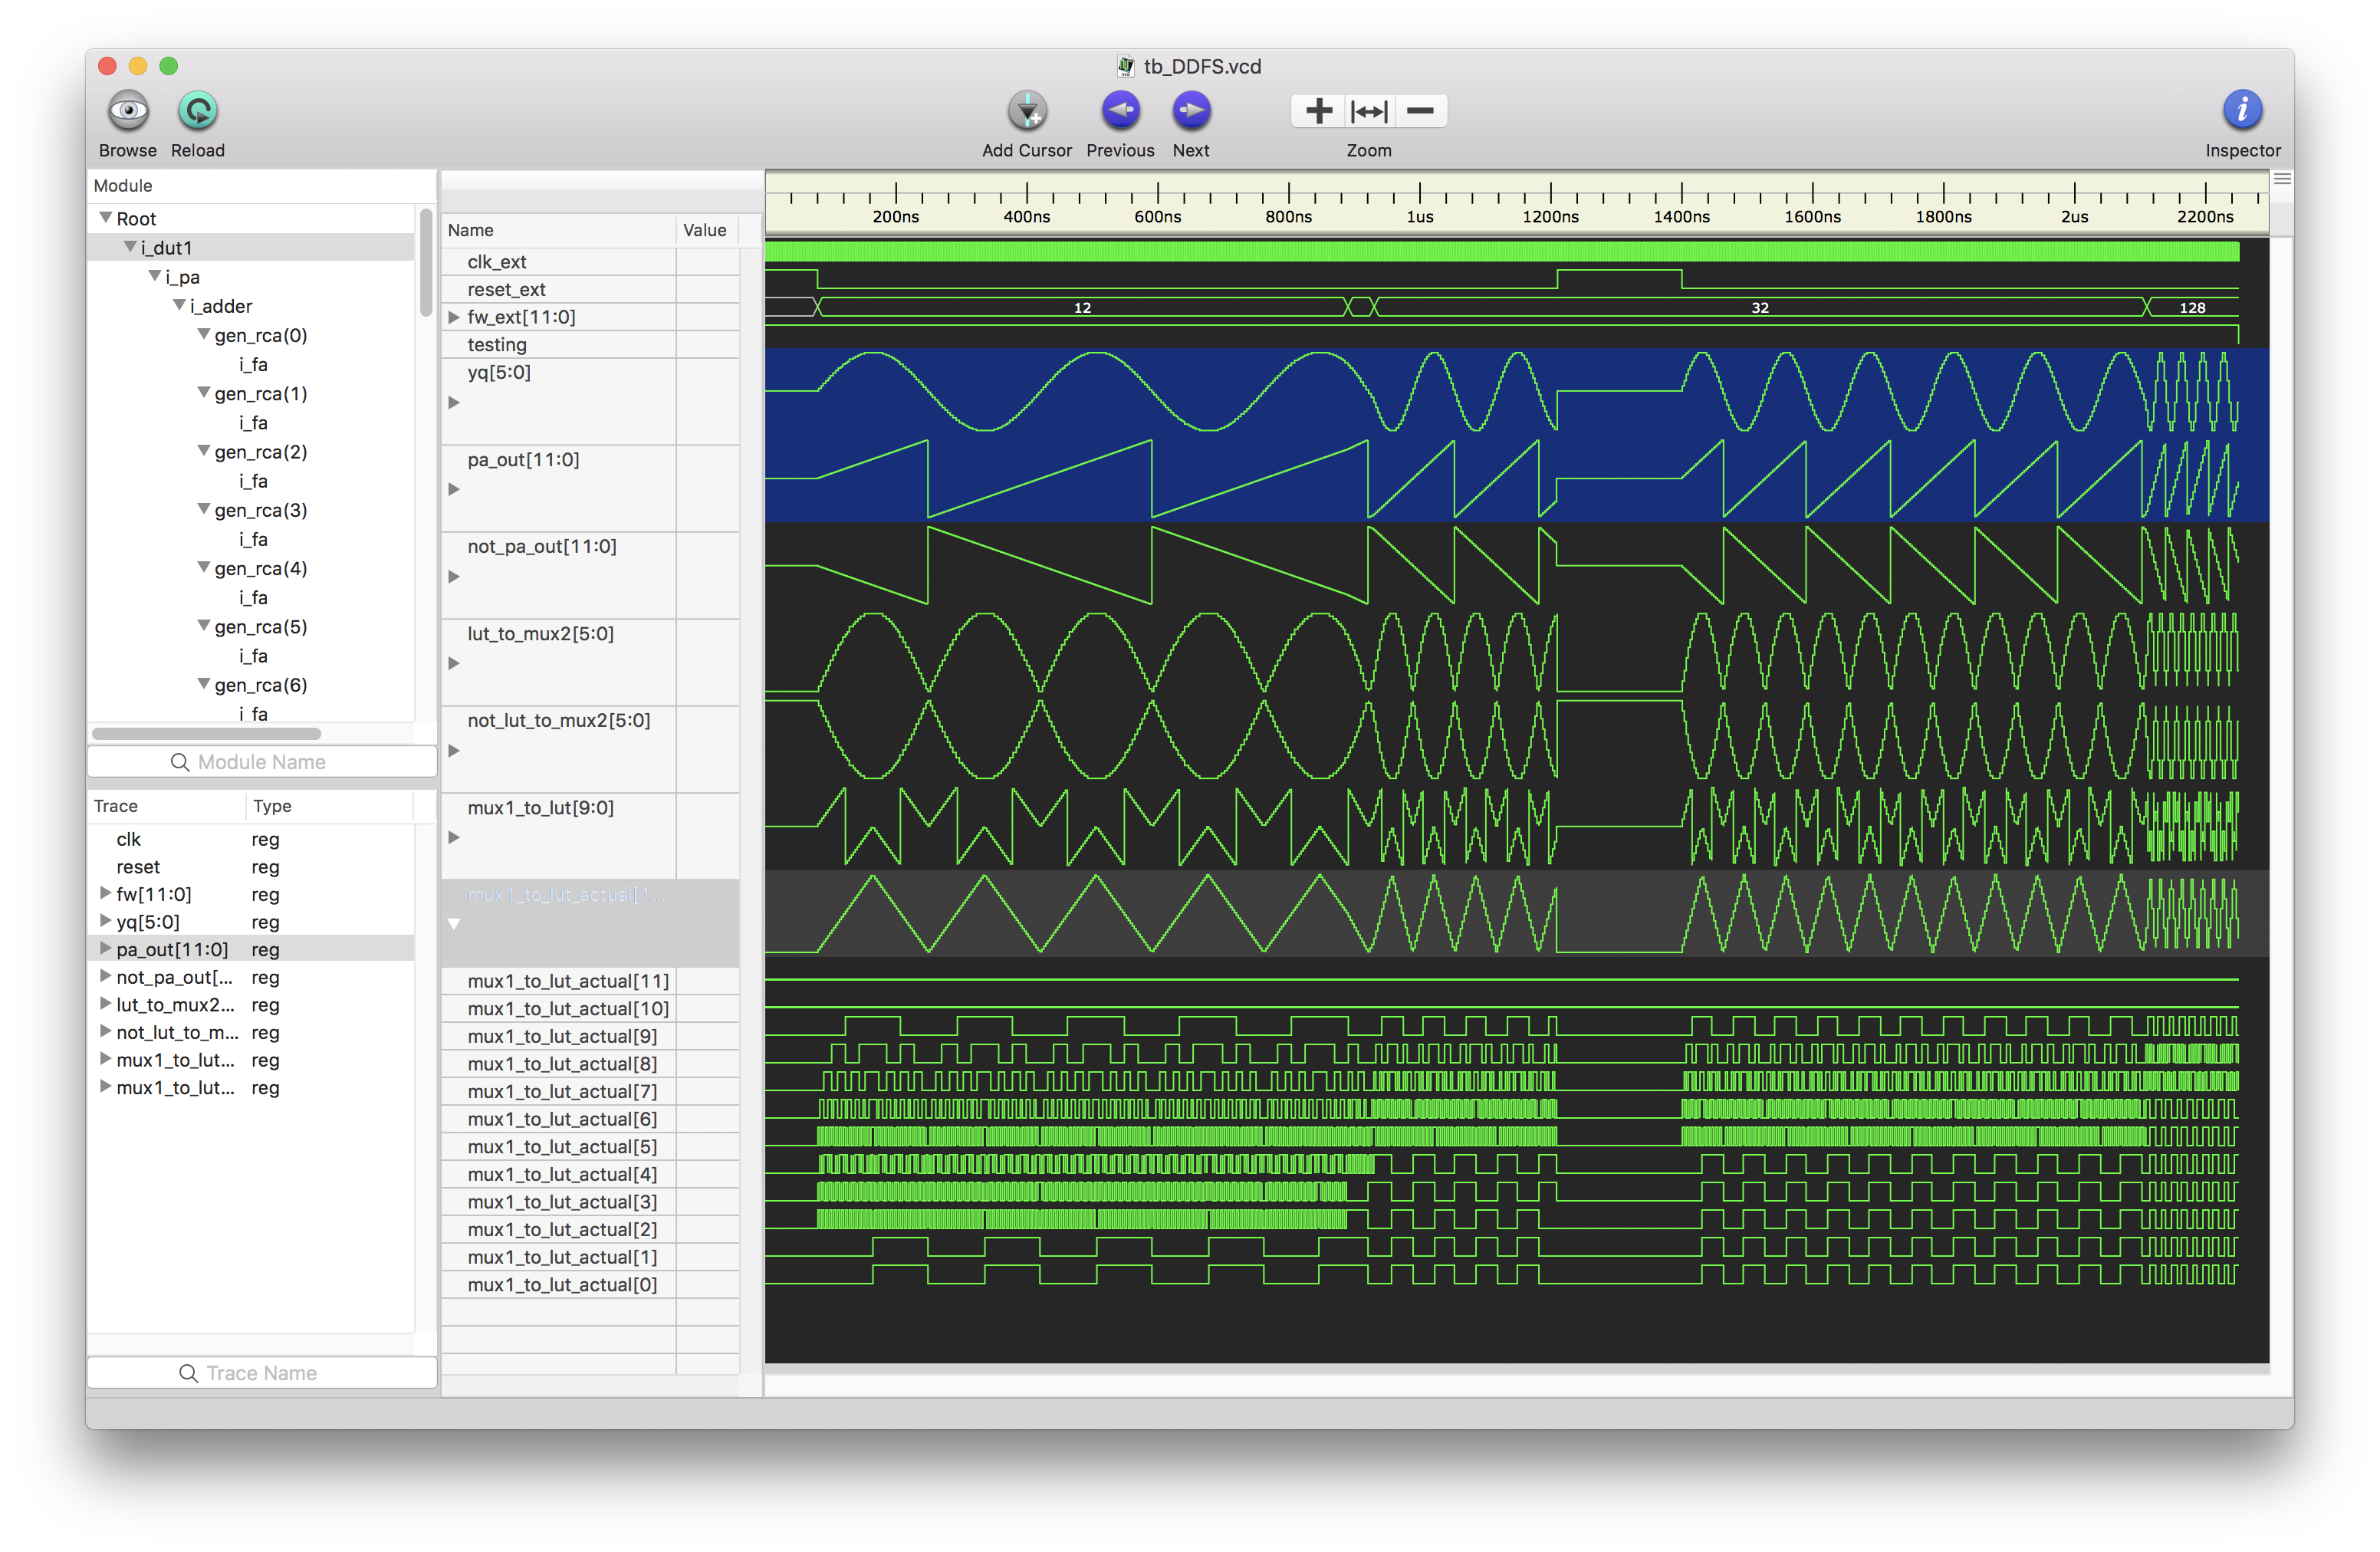 tb_DDFS.vcd
Browse
Reload
Add Cursor
Previous
Next
Zoom
Inspector
Module
Root
i_dut1
i_pa
i_adder
gen_rca(0)
i_fa
gen_rca(1)
i_fa
gen_rca(2)
i_fa
gen_rca(3)
i_fa
gen_rca(4)
i_fa
gen_rca(5)
i_fa
gen_rca(6)
i_fa
Module Name
Trace Type
clk reg
reset reg
fw[11:0] reg
yq[5:0] reg
pa_out[11:0] reg
not_pa_out[... reg
lut_to_mux2... reg
not_lut_to_m... reg
mux1_to_lut... reg
mux1_to_lut... reg
Trace Name
Name Value
clk_ext
reset_ext
fw_ext[11:0]
testing
yq[5:0]
pa_out[11:0]
not_pa_out[11:0]
lut_to_mux2[5:0]
not_lut_to_mux2[5:0]
mux1_to_lut[9:0]
mux1_to_lut_actual[1...
mux1_to_lut_actual[11]
mux1_to_lut_actual[10]
mux1_to_lut_actual[9]
mux1_to_lut_actual[8]
mux1_to_lut_actual[7]
mux1_to_lut_actual[6]
mux1_to_lut_actual[5]
mux1_to_lut_actual[4]
mux1_to_lut_actual[3]
mux1_to_lut_actual[2]
mux1_to_lut_actual[1]
mux1_to_lut_actual[0]
200ns 400ns 600ns 800ns 1us 1200ns 1400ns 1600ns 1800ns 2us 2200ns
12 32 128